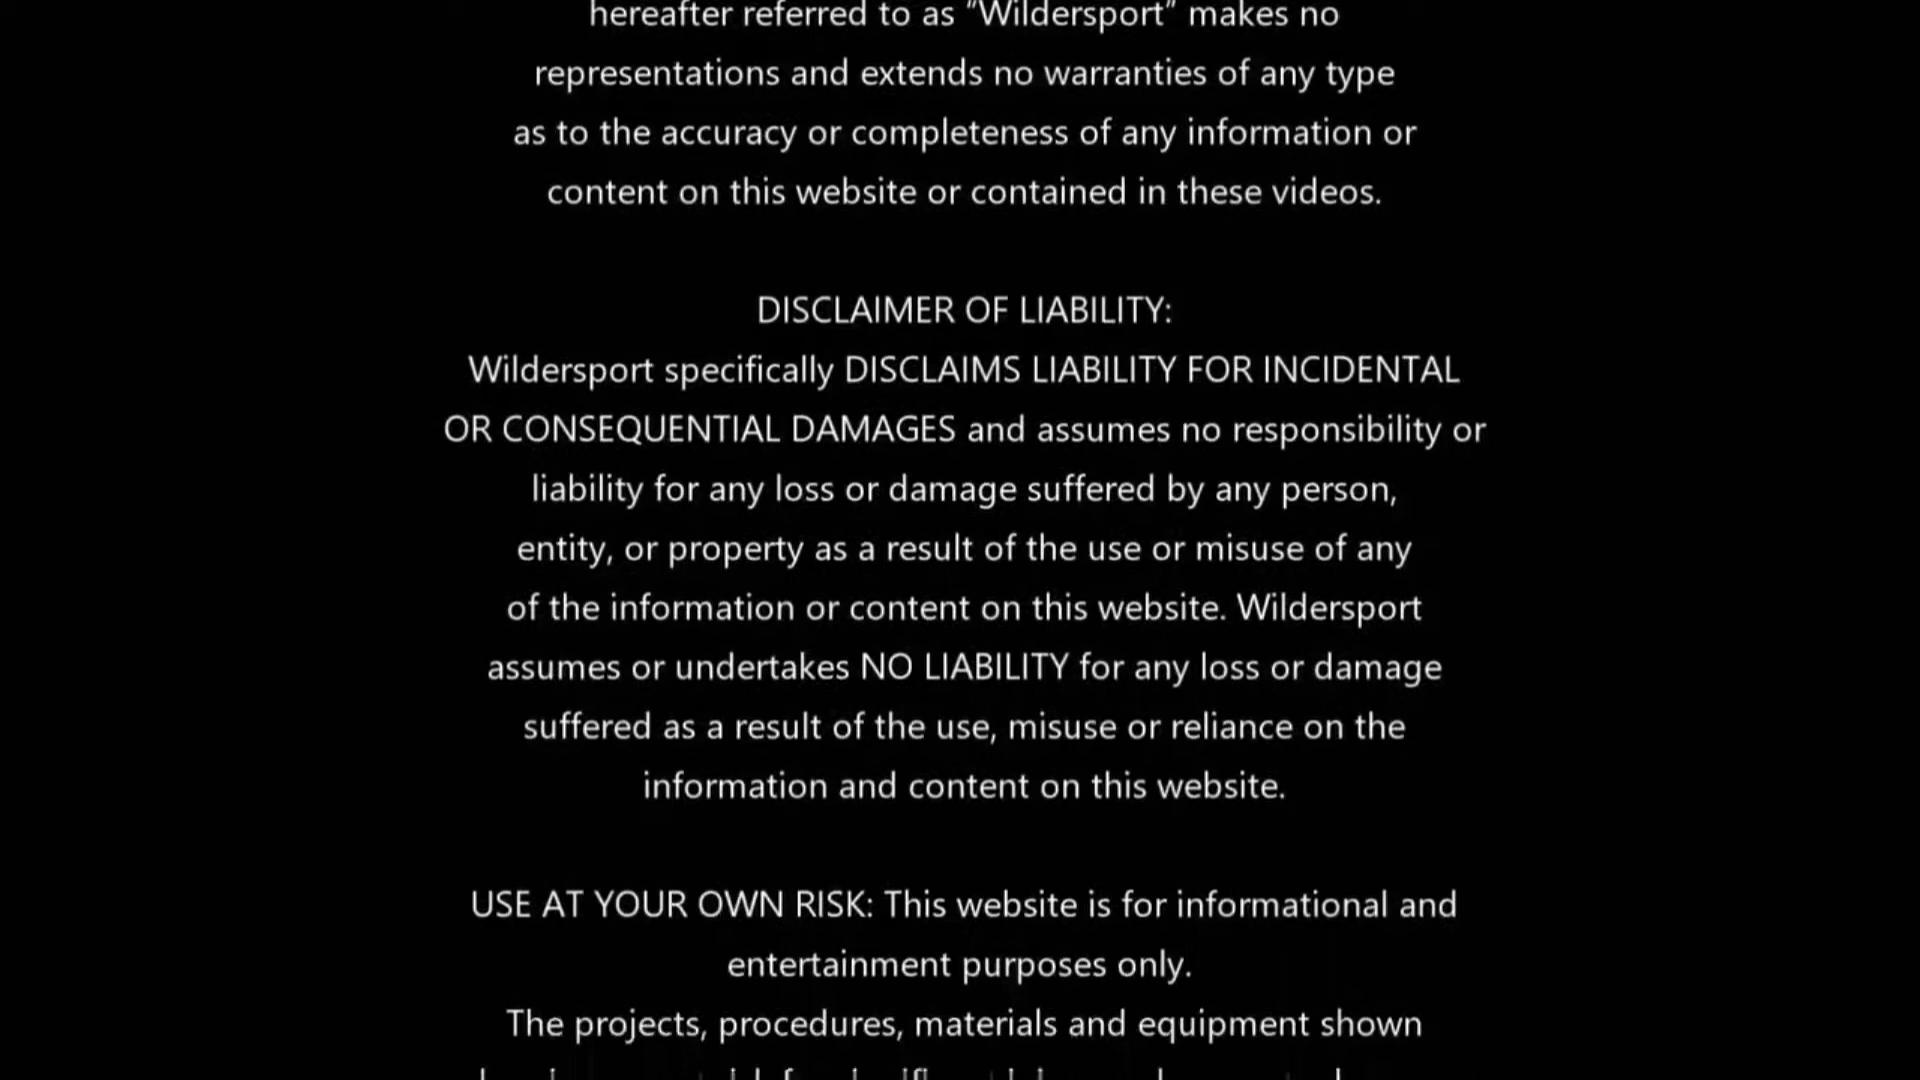 hereafter referred to as “Wildersport” makes no
representations and extends no warranties of any type
as to the accuracy or completeness of any information or
content on this website or contained in these videos.
DISCLAIMER OF LIABILITY:
Wildersport specifically DISCLAIMS LIABILITY FOR INCIDENTAL
OR CONSEQUENTIAL DAMAGES and assumes no responsibility or
liability for any loss or damage suffered by any person,
entity, or property as a result of the use or misuse of any
of the information or content on this website. Wildersport
assumes or undertakes NO LIABILITY for any loss or damage
suffered as a result of the use, misuse or reliance on the
information and content on this website.
USE AT YOUR OWN RISK: This website is for informational and
entertainment purposes only.
The projects, procedures, materials and equipment shown